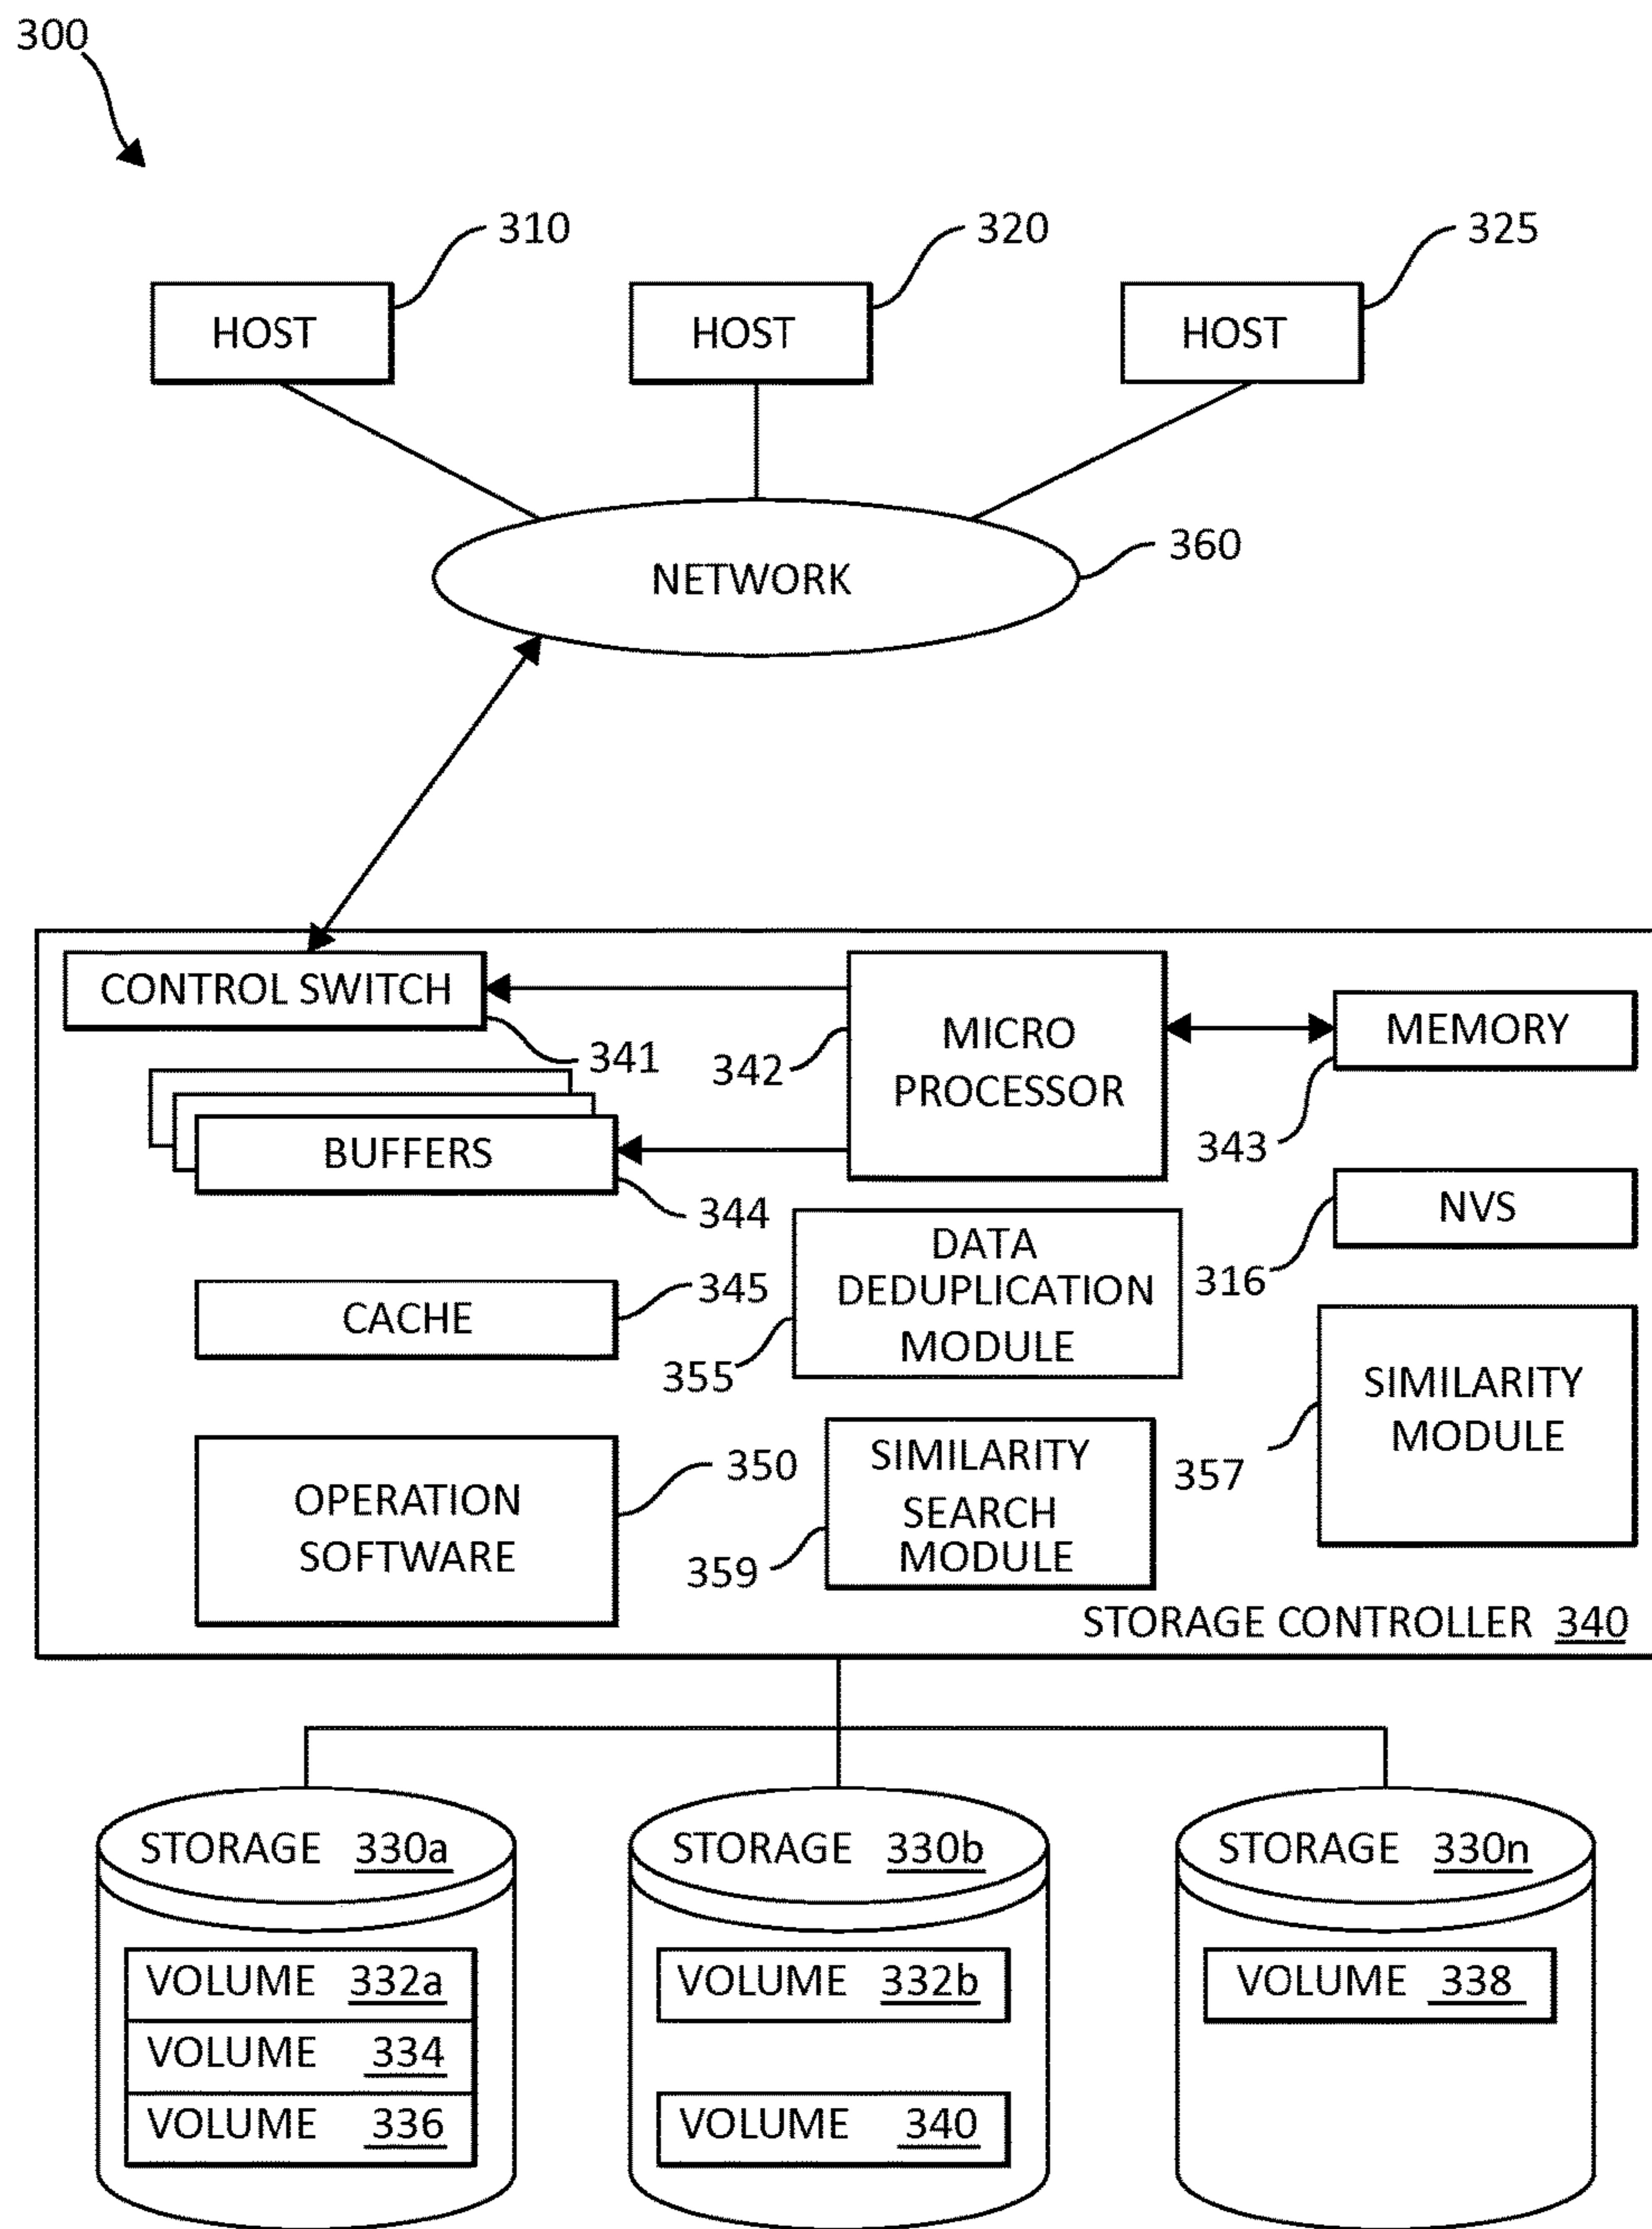 300
310
320
325
HOST
HOST
HOST
360
NETWORK
CONTROL SWITCH
341
342
MICRO
PROCESSOR
MEMORY
343
BUFFERS
344
NVS
316
CACHE
345
DATA
DEDUPLICATION
MODULE
355
SIMILARITY
MODULE
357
OPERATION
SOFTWARE
350
SIMILARITY
SEARCH
MODULE
359
STORAGE CONTROLLER 340
STORAGE 330a
STORAGE 330b
STORAGE 330n
VOLUME 332a
VOLUME 334
VOLUME 336
VOLUME 332b
VOLUME 340
VOLUME 338